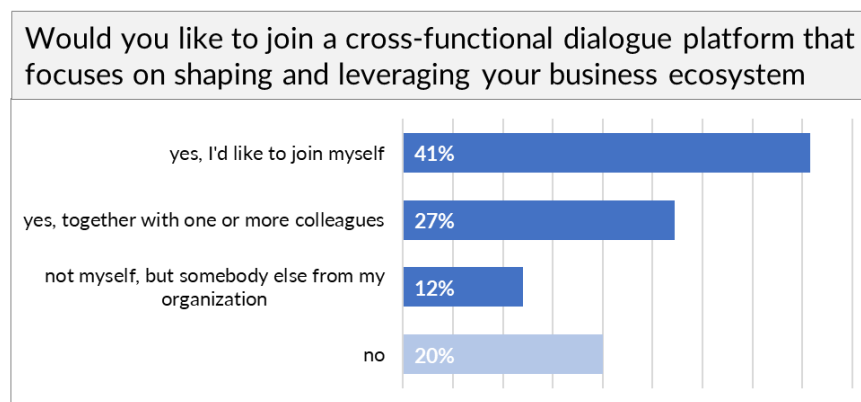 Would you like to join a cross-functional dialogue platform that
focuses on shaping and leveraging your business ecosystem
yes, I'd like to join myself
41%
yes, together with one or more colleagues
27%
not myself, but somebody else from my
organization
12%
no
20%